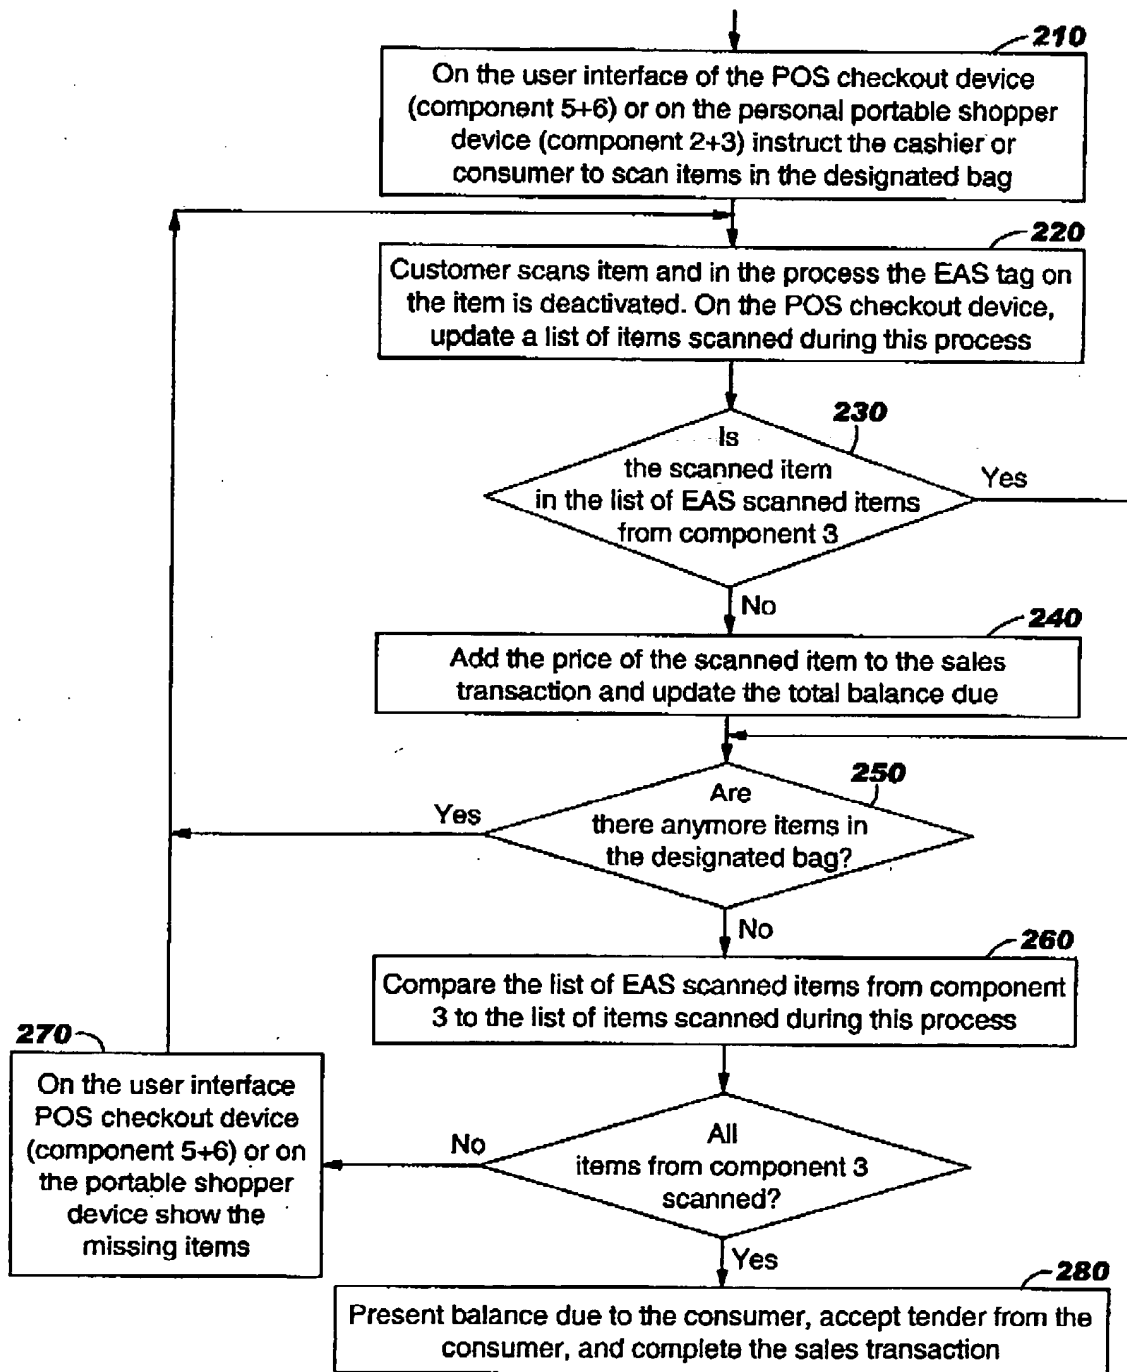 210
On the user interface of the POS checkout device
(component 5+6) or on the personal portable shopper
device (component 2+3) instruct the cashier or
consumer to scan items in the designated bag
220
Customer scans item and in the process the EAS tag on
the item is deactivated. On the POS checkout device,
update a list of items scanned during this process
230
Is
the scanned item
in the list of EAS scanned items
from component 3
Yes
No
240
Add the price of the scanned item to the sales
transaction and update the total balance due
250
Are
there anymore items in
the designated bag?
Yes
No
260
Compare the list of EAS scanned items from component
3 to the list of items scanned during this process
270
On the user interface
POS checkout device
(component 5+6) or on
the portable shopper
device show the
missing items
No
All
items from component 3
scanned?
Yes
280
Present balance due to the consumer, accept tender from the
consumer, and complete the sales transaction